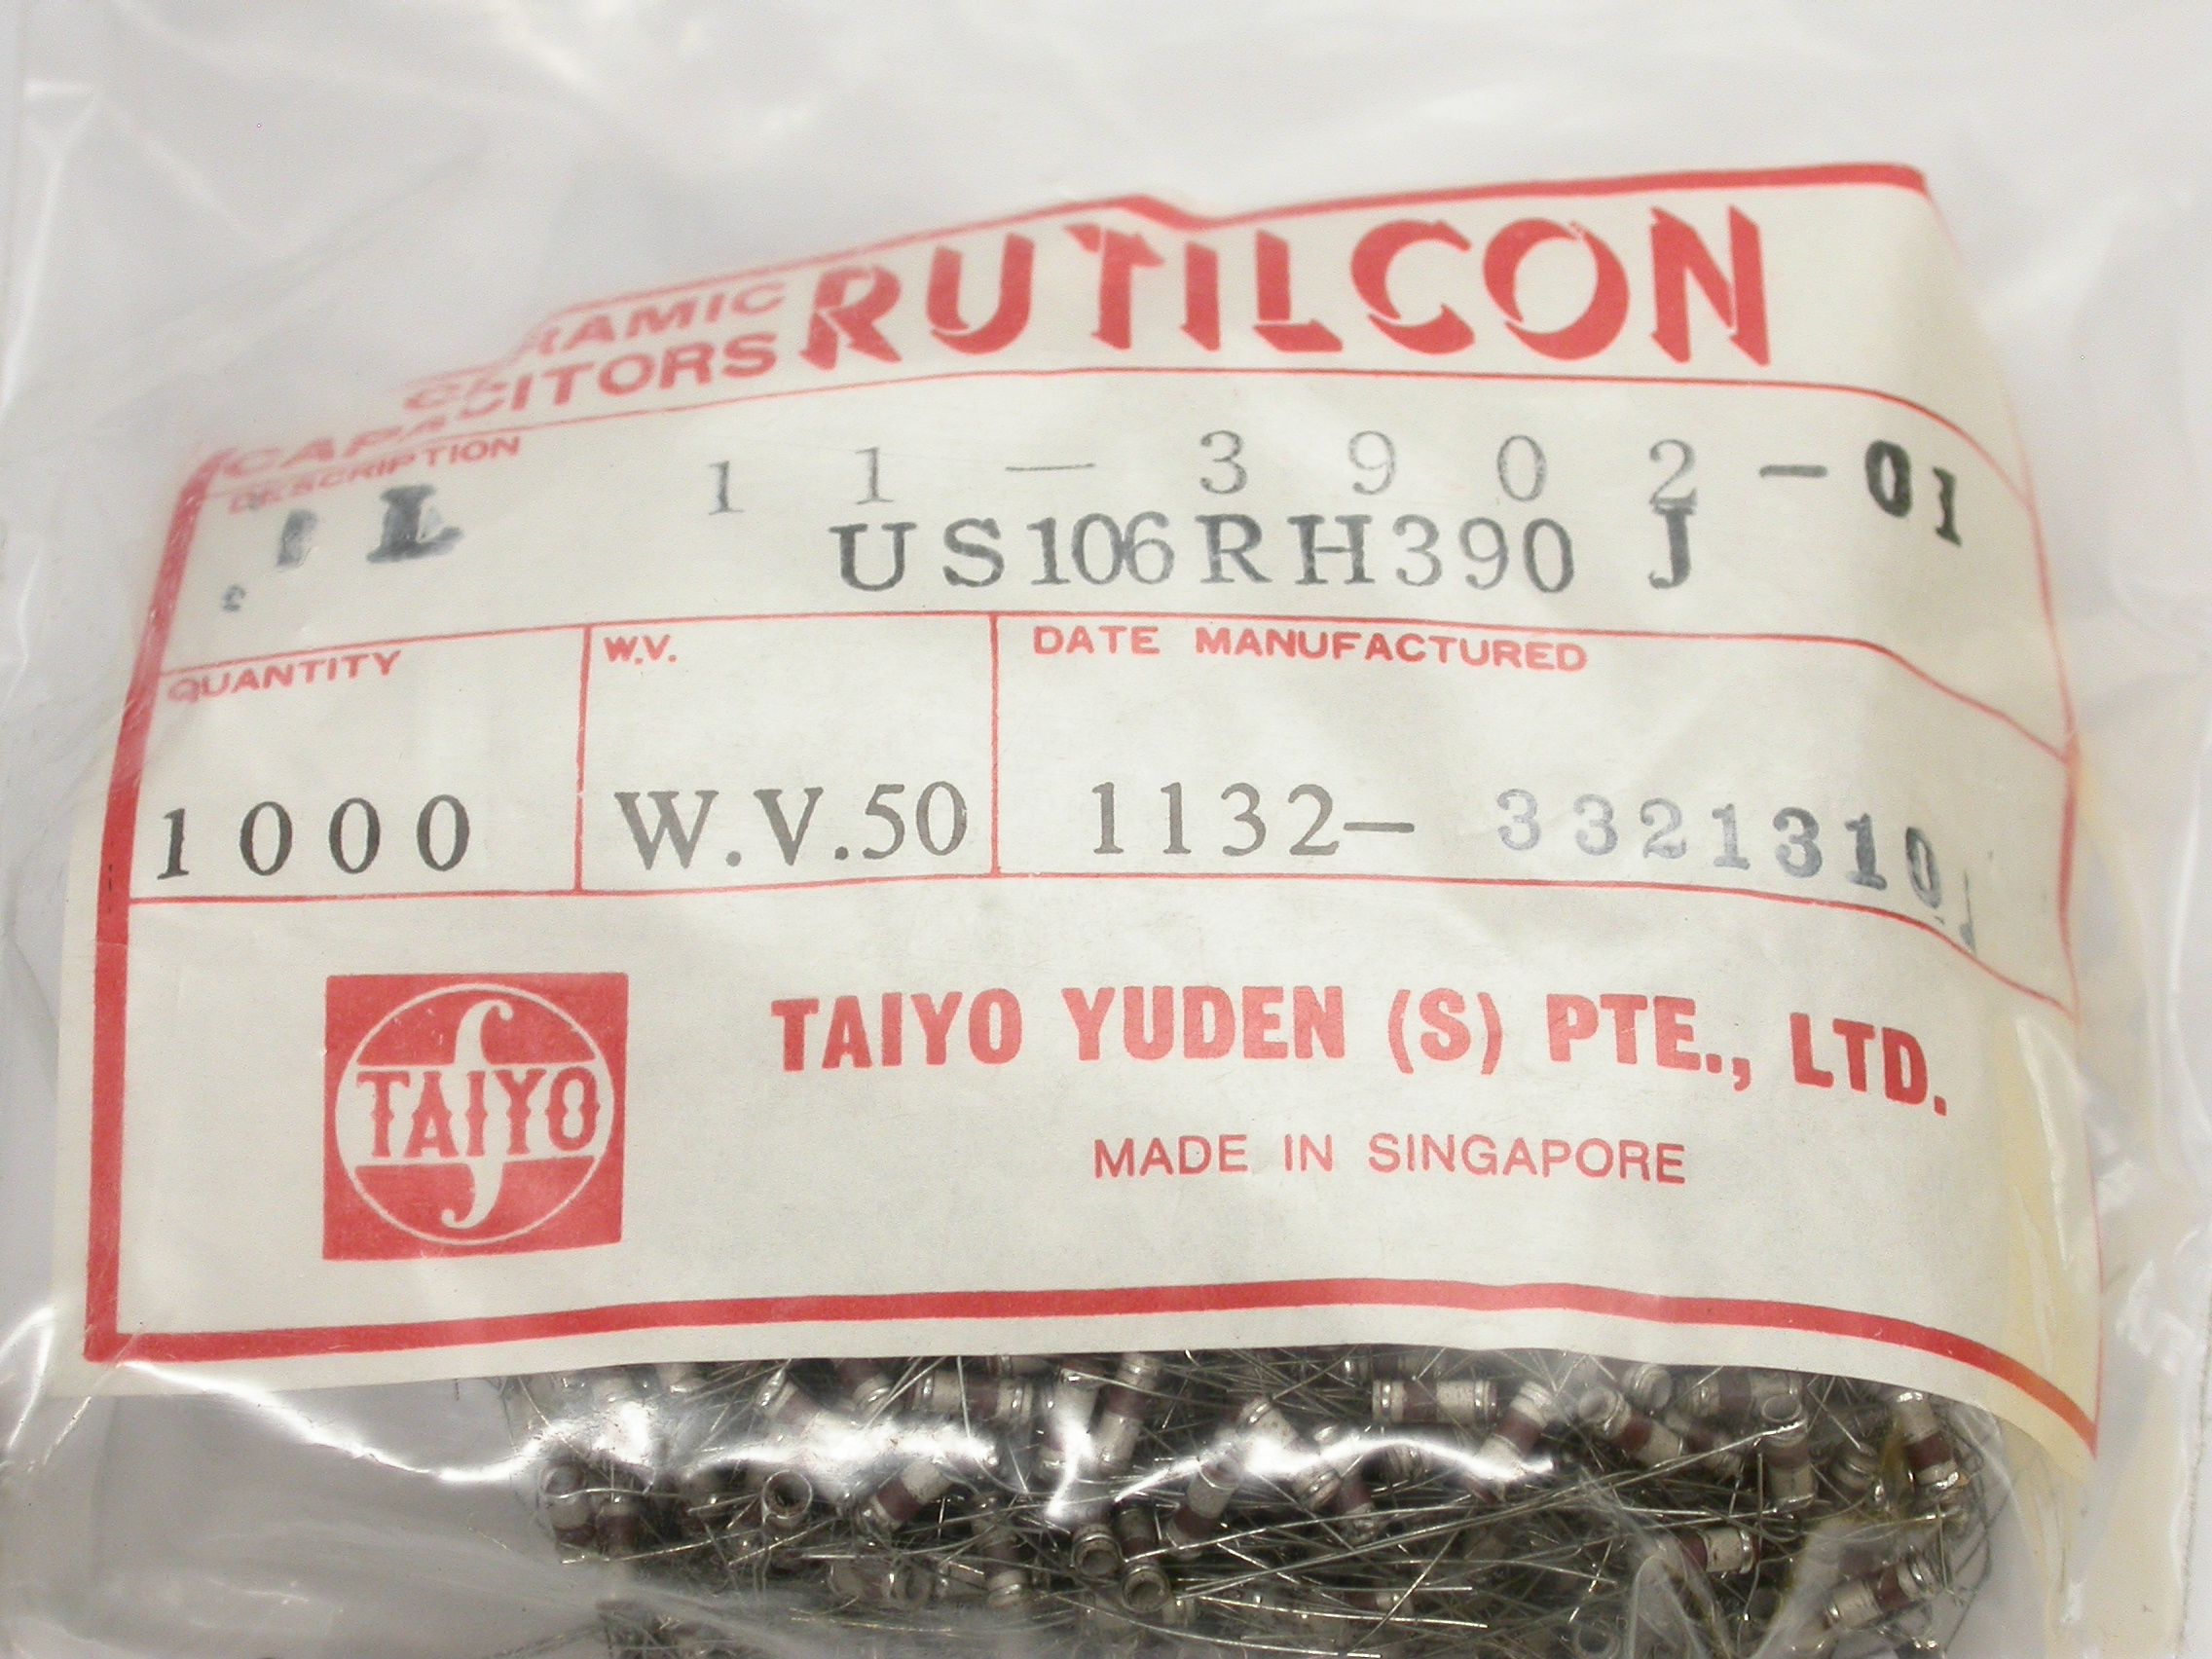 CERAMIC
CAPACITORS RUTILCON
DESCRIPTION
L 11-3902-01
US106RH390 J
QUANTITY W.V. DATE MANUFACTURED
1000 W.V.50 1132- 3321310
TAIYO
TAIYO YUDEN (S) PTE., LTD.
MADE IN SINGAPORE